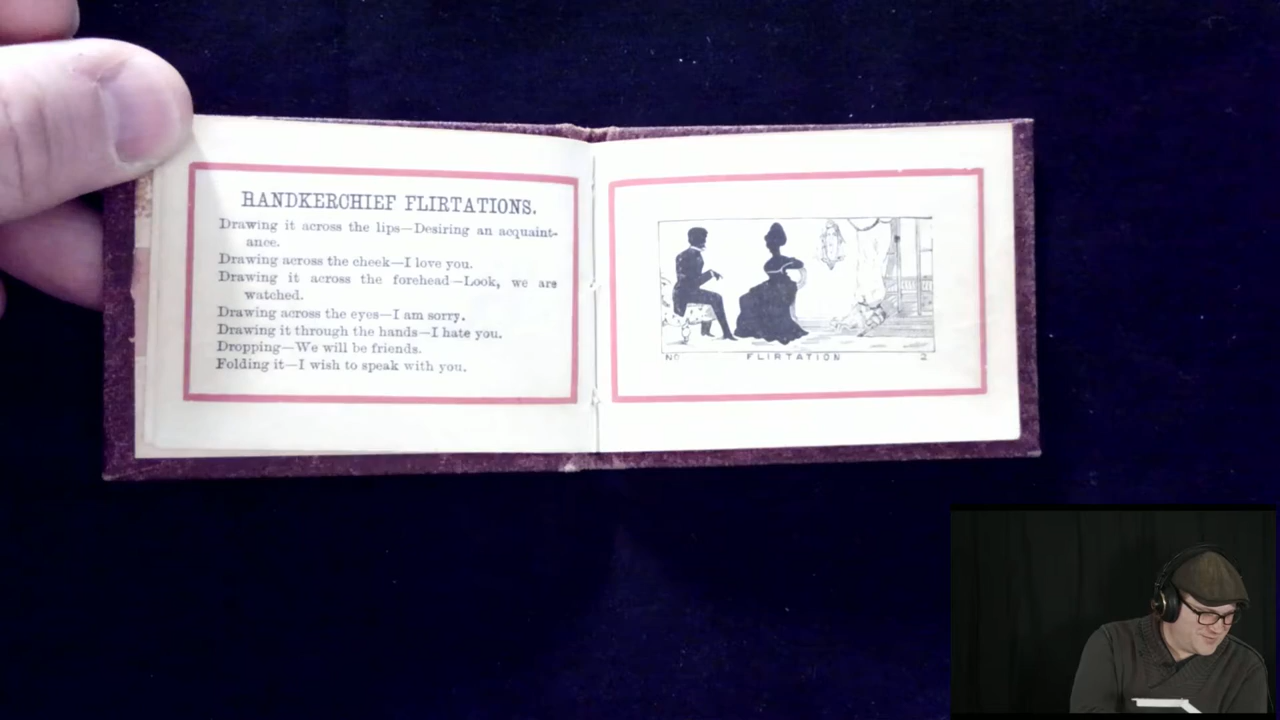 HANDKERCHIEF FLIRTATIONS.
Drawing it across the lips—Desiring an acquaint-
ance.
Drawing across the cheek—I love you.
Drawing it across the forehead—Look, we are
watched.
Drawing across the eyes—I am sorry.
Drawing it through the hands—I hate you.
Dropping—We will be friends.
Folding it—I wish to speak with you.
NO FLIRTATION 2